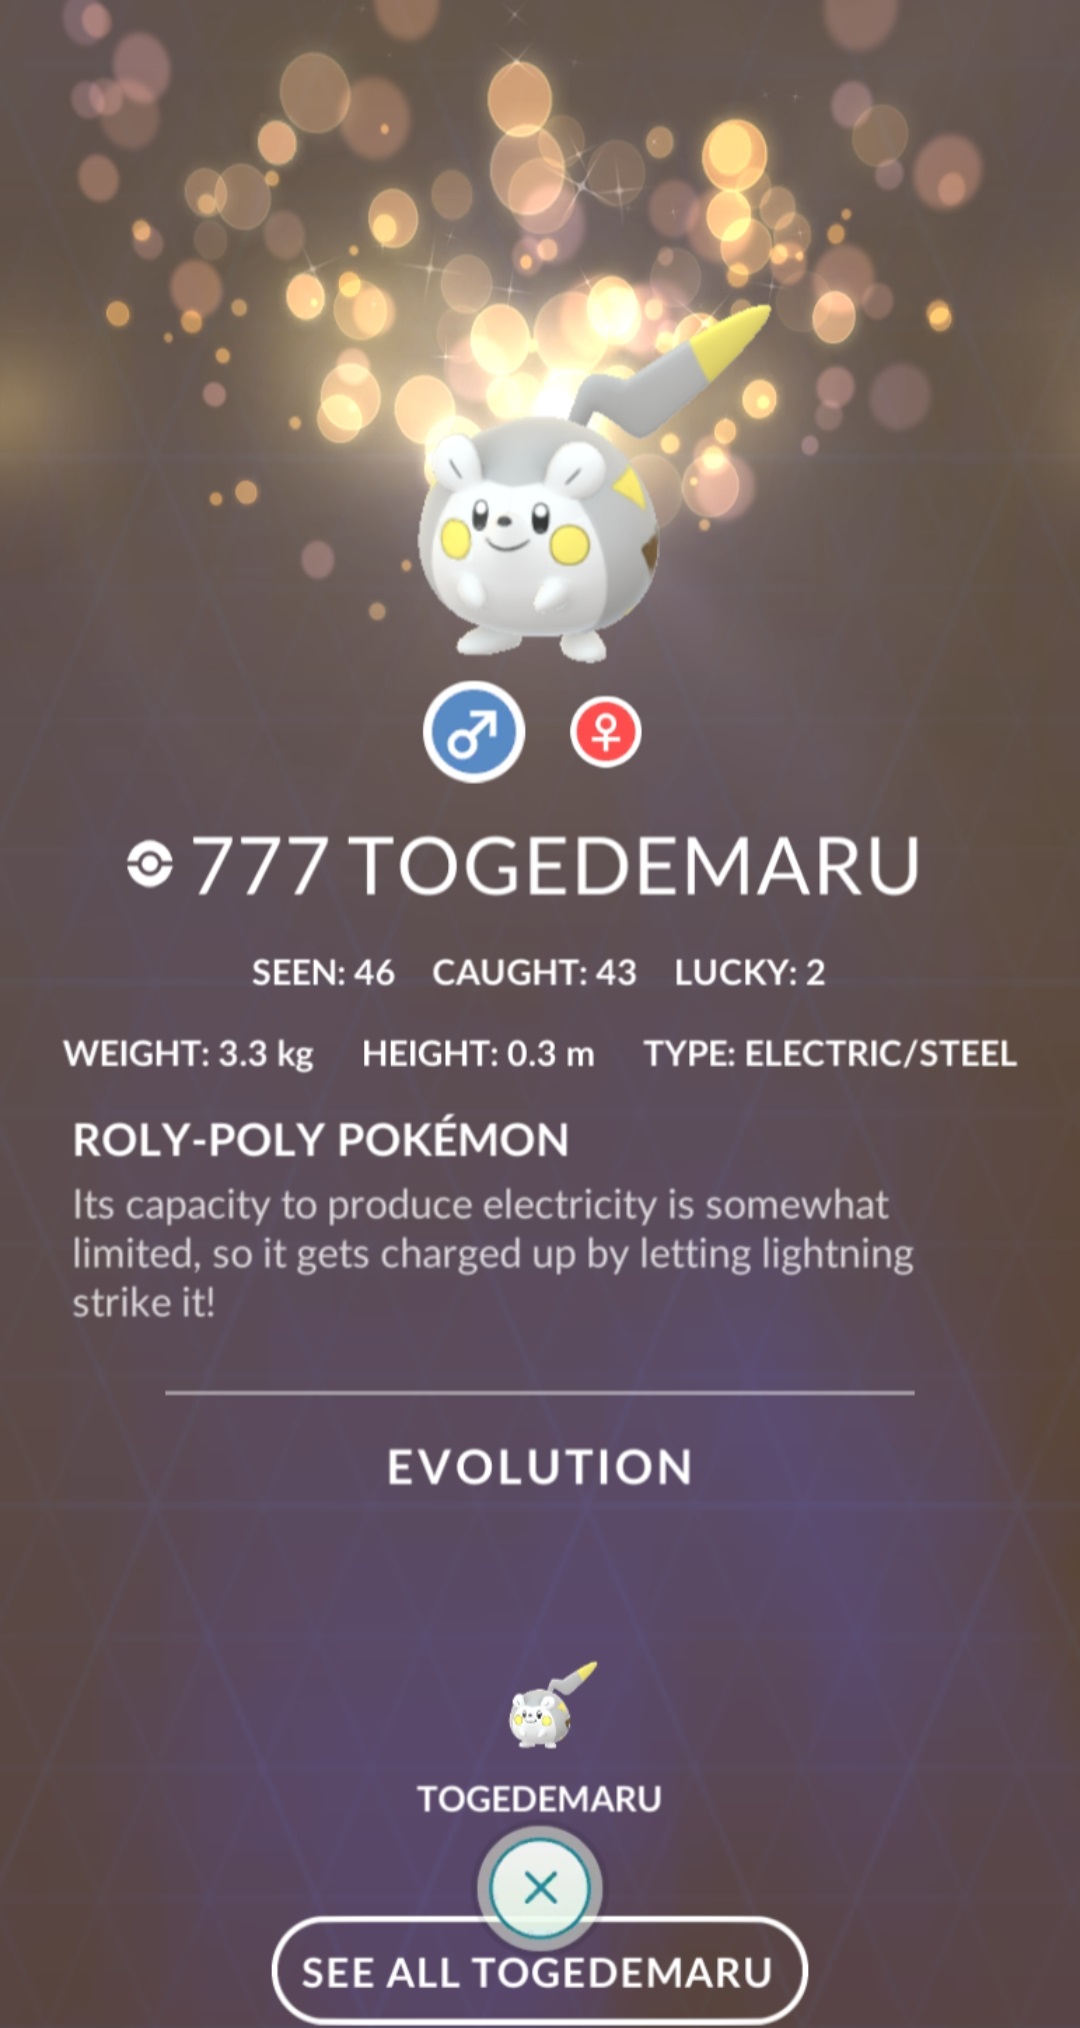 777 TOGEDEMARU
SEEN: 46 CAUGHT: 43 LUCKY: 2
WEIGHT: 3.3 kg HEIGHT: 0.3 m TYPE: ELECTRIC/STEEL
ROLY-POLY POKÉMON
Its capacity to produce electricity is somewhat
limited, so it gets charged up by letting lightning
strike it!
EVOLUTION
TOGEDEMARU
SEE ALL TOGEDEMARU